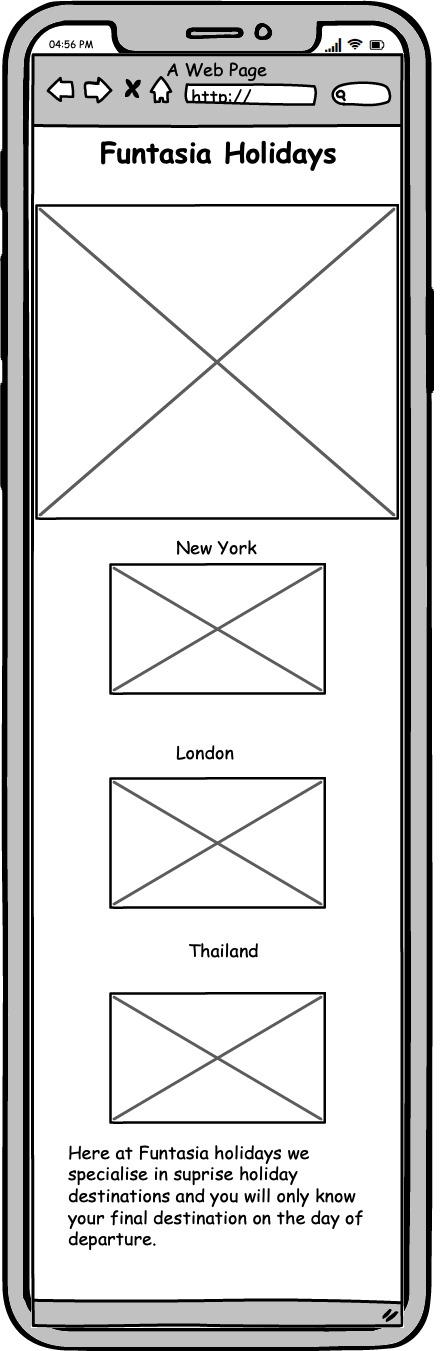 04:56 PM
A Web Page
http://
Funtasia Holidays
New York
London
Thailand
Here at Funtasia holidays we
specialise in suprise holiday
destinations and you will only know
your final destination on the day of
departure.